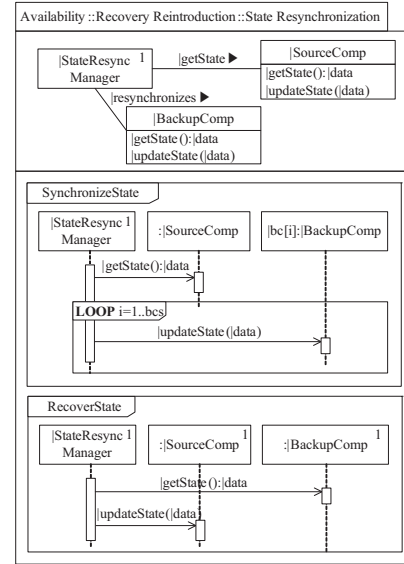 Availability ::Recovery Reintroduction::State Resynchronization
|StateResync 1
Manager
|getState ▶
|SourceComp
|getState():|data
|updateState(|data)
|resynchronizes ▶
|BackupComp
|getState():|data
|updateState(|data)
SynchronizeState
|StateResync
Manager
:|SourceComp
|bc[i]:|BackupComp
|getState():|data
LOOP i=1..bcs
|updateState(|data)
RecoverState
|StateResync 1
Manager
:|SourceComp 1
:|BackupComp 1
|getState():|data
|updateState(|data)